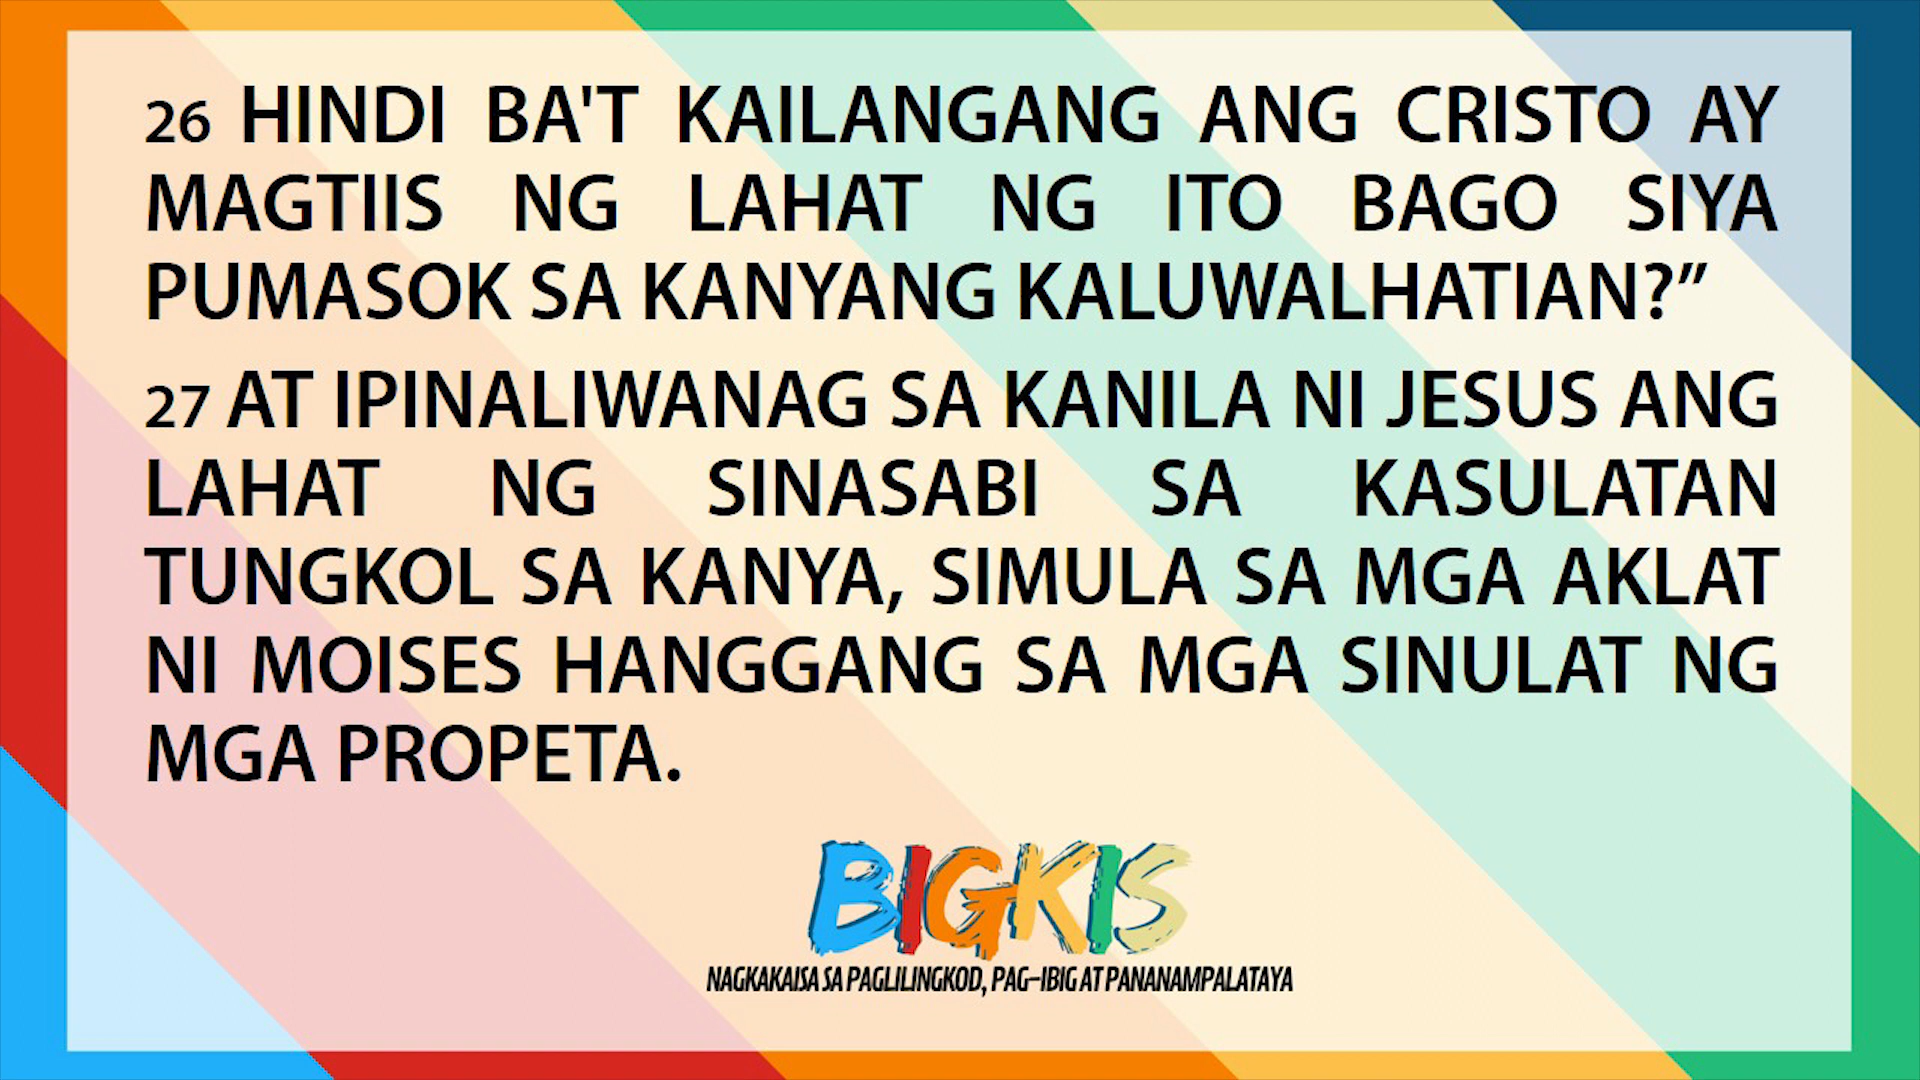 26 HINDI BA'T KAILANGANG ANG CRISTO AY
MAGTIIS NG LAHAT NG ITO BAGO SIYA
PUMASOK SA KANYANG KALUWALHATIAN?”
27 AT IPINALIWANAG SA KANILA NI JESUS ANG
LAHAT NG SINASABI SA KASULATAN
TUNGKOL SA KANYA, SIMULA SA MGA AKLAT
NI MOISES HANGGANG SA MGA SINULAT NG
MGA PROPETA.
BIGKIS
NAGKAKAISA SA PAGLILINGKOD, PAG-IBIG AT PANANAMPALATAYA